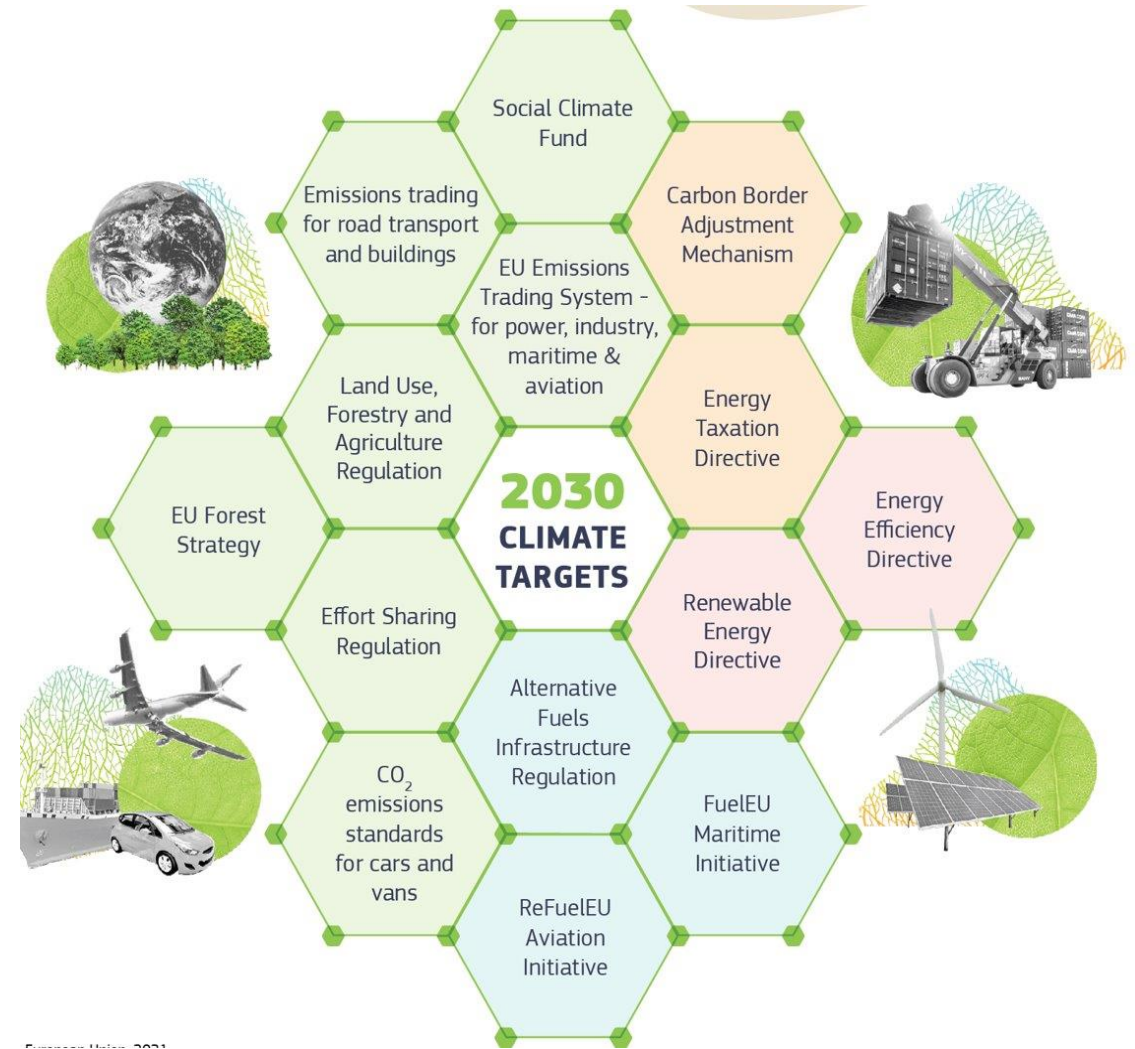 Social Climate
Fund
Emissions trading
for road transport
and buildings
Carbon Border
Adjustment
Mechanism
EU Emissions
Trading System –
for power, industry,
maritime &
aviation
Land Use,
Forestry and
Agriculture
Regulation
Energy
Taxation
Directive
EU Forest
Strategy
2030
CLIMATE
TARGETS
Energy
Efficiency
Directive
Effort Sharing
Regulation
Renewable
Energy
Directive
Alternative
Fuels
Infrastructure
Regulation
CO₂
emissions
standards
for cars and
vans
FuelEU
Maritime
Initiative
ReFuelEU
Aviation
Initiative
European Union, 2021